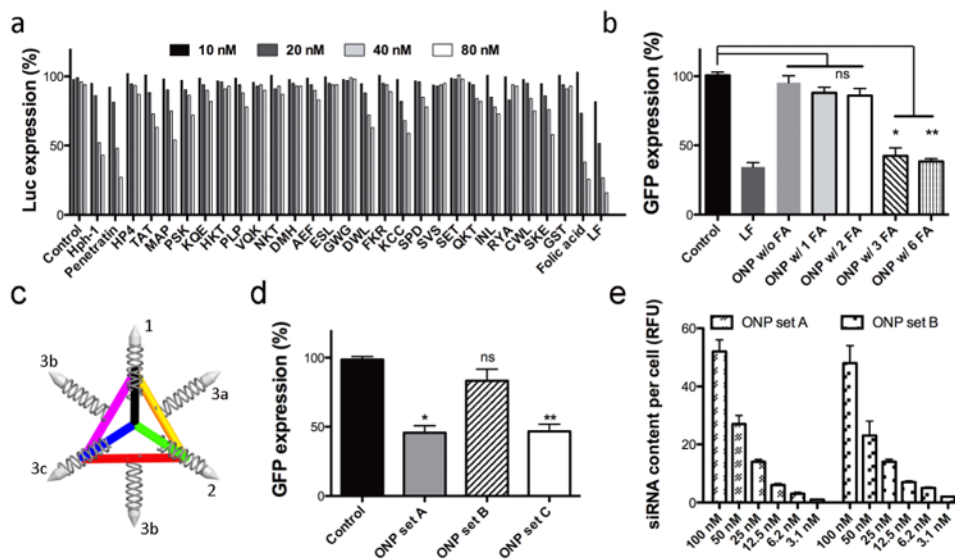 a
Luc expression (%)
100
50
0
10 nM
20 nM
40 nM
80 nM
Control
Hph-1
Penetratin
HP4
TAT
MAP
PSK
KQE
HKT
PLP
VQK
NKT
DMH
AEF
ESL
GWG
DWL
FKR
KCC
SPD
SVS
SET
QKT
INL
RYA
CWL
SKE
GST
Folic acid
LF
b
GFP expression (%)
100
50
0
ns
*
**
Control
LF
ONP w/o FA
ONP w/ 1 FA
ONP w/ 2 FA
ONP w/ 3 FA
ONP w/ 6 FA
c
1
3b
3a
3c
2
3b
d
GFP expression (%)
100
50
0
*
ns
**
Control
ONP set A
ONP set B
ONP set C
e
siRNA content per cell (RFU)
60
40
20
0
ONP set A
ONP set B
100 nM
50 nM
25 nM
12.5 nM
6.2 nM
3.1 nM
100 nM
50 nM
25 nM
12.5 nM
6.2 nM
3.1 nM